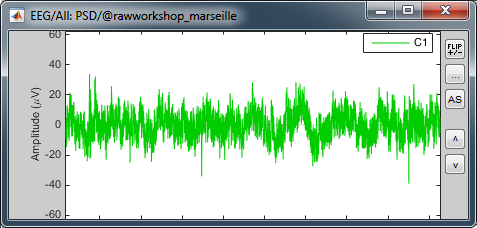 EEG/All: PSD/@rawworkshop_marseille
C1
FLIP
+/-
...
AS
^
v
Amplitude (μV)
60
40
20
0
-20
-40
-60